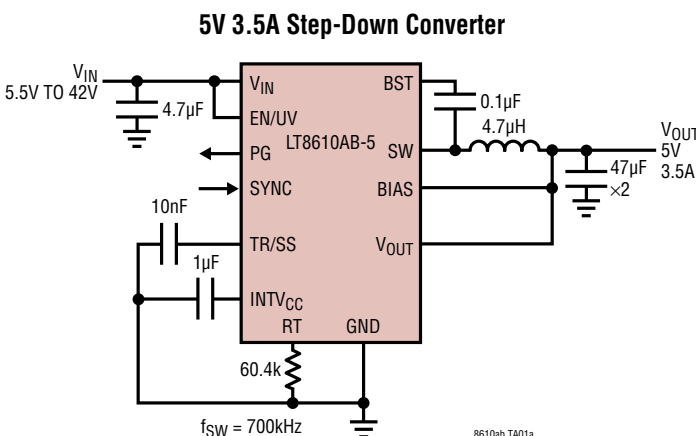 5V 3.5A Step-Down Converter
VIN
5.5V TO 42V
4.7µF
VIN
EN/UV
PG
SYNC
TR/SS
INTVCC
RT
GND
LT8610AB-5
BST
SW
BIAS
VOUT
0.1µF
4.7µH
VOUT
5V
3.5A
47µF
×2
10nF
1µF
60.4k
fSW = 700kHz
8610ab TA01a